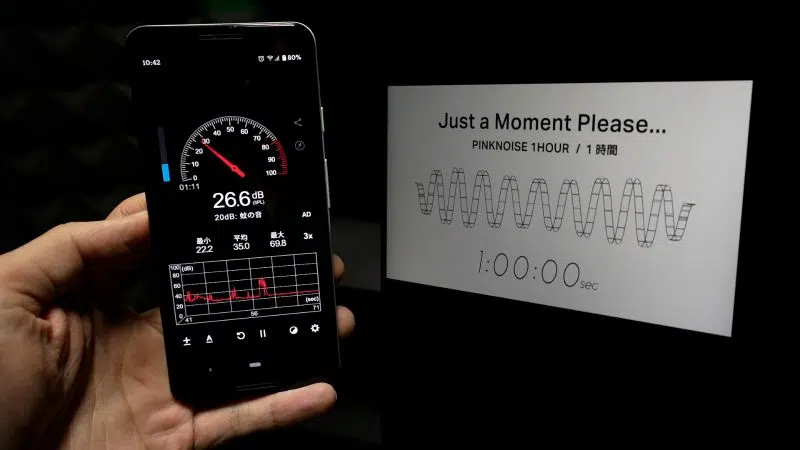 10:42
80%
0
10
20
30
40
50
60
70
80
90
100
01:11
26.6 dB
(SPL)
20dB: 蚊の音
AD
最小 平均 最大
22.2 35.0 69.8
3x
100 (dB)
80
60
40
20
0
(sec)
41 56 71
Just a Moment Please...
PINKNOISE 1HOUR / 1 時間
1:00:00 sec